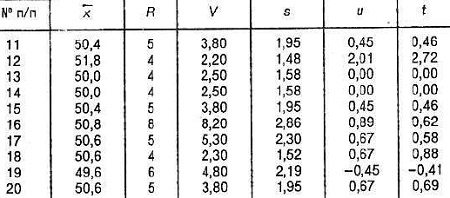 N° п/п x̄ R V s u t
11 50,4 5 3,80 1,95 0,45 0,46
12 51,8 4 2,20 1,48 2,01 2,72
13 50,0 4 2,50 1,58 0,00 0,00
14 50,0 4 2,50 1,58 0,00 0,00
15 50,4 5 3,80 1,95 0,45 0,46
16 50,8 8 8,20 2,86 0,89 0,62
17 50,6 5 5,30 2,30 0,67 0,58
18 50,6 4 2,30 1,52 0,67 0,88
19 49,6 6 4,80 2,19 −0,45 −0,41
20 50,6 5 3,80 1,95 0,67 0,69